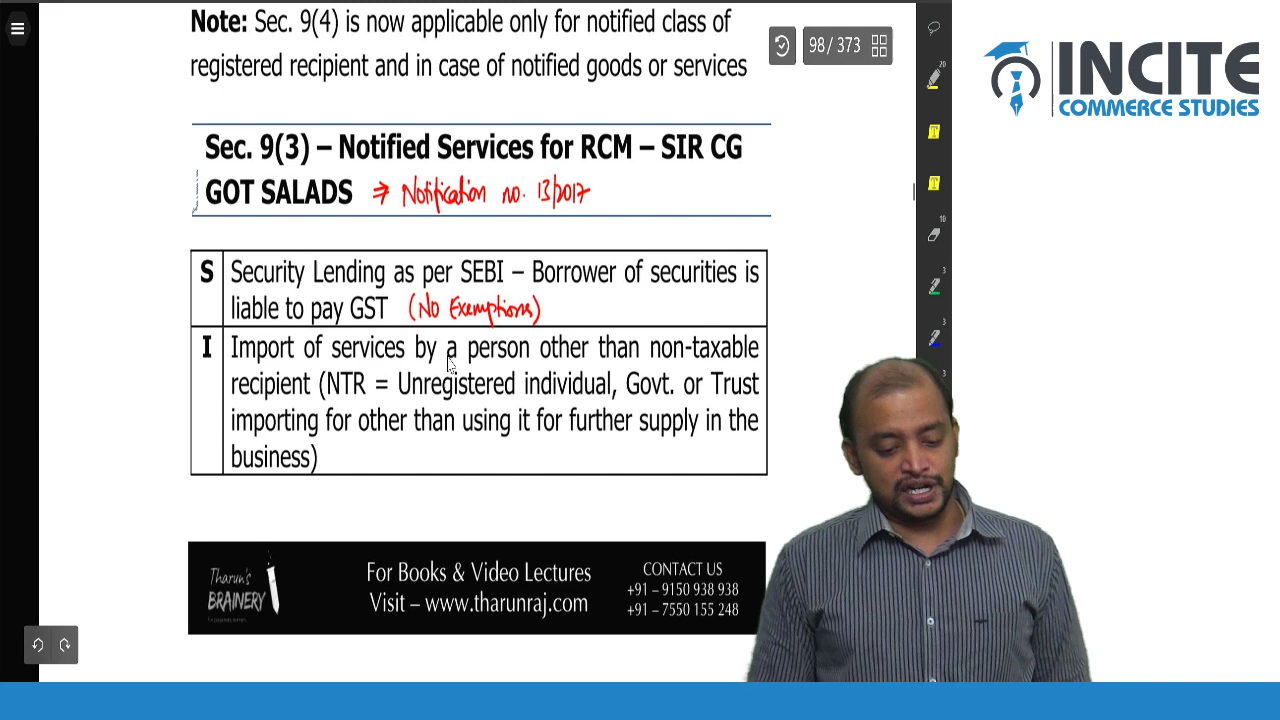 Note: Sec. 9(4) is now applicable only for notified class of
registered recipient and in case of notified goods or services
98 / 373
INCITE
COMMERCE STUDIES
Sec. 9(3) – Notified Services for RCM – SIR CG
GOT SALADS ⇒ Notification no. 13/2017
S Security Lending as per SEBI – Borrower of securities is
liable to pay GST (No Exemptions)
I Import of services by a person other than non-taxable
recipient (NTR = Unregistered individual, Govt. or Trust
importing for other than using it for further supply in the
business)
Tharun's
BRAINERY
For Books & Video Lectures
Visit – www.tharunraj.com
CONTACT US
+91 – 9150 938 938
+91 – 7550 155 248
20
10
3
3
3